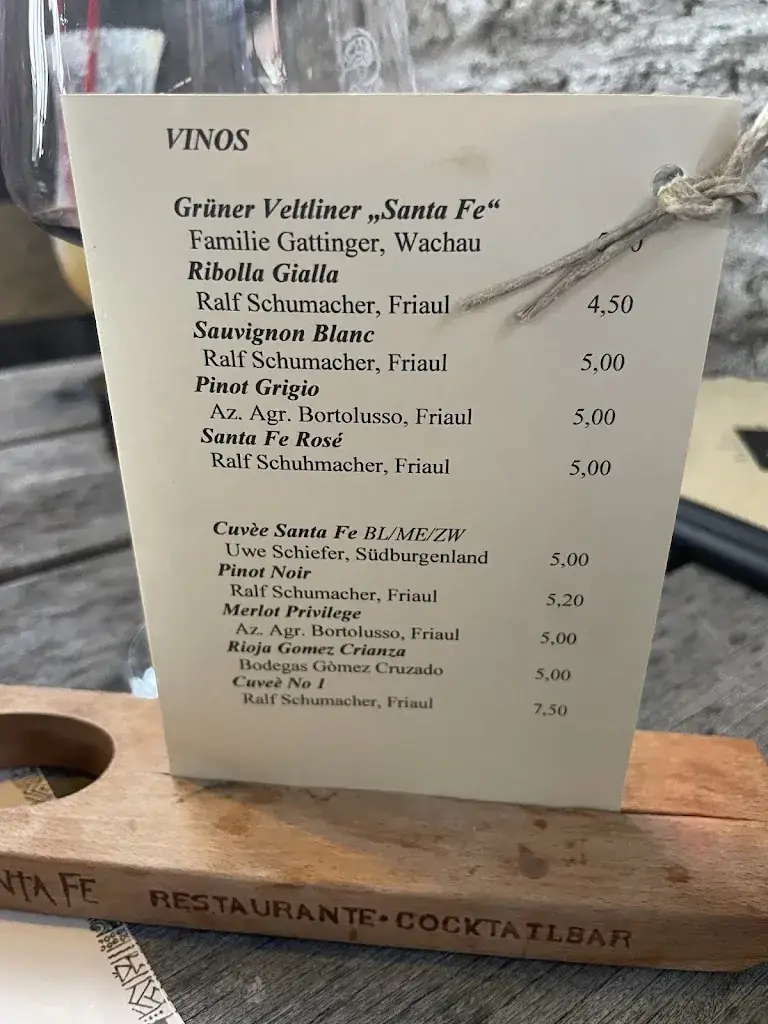 VINOS
Grüner Veltliner „Santa Fe“
Familie Gattinger, Wachau
Ribolla Gialla
Ralf Schumacher, Friaul 4,50
Sauvignon Blanc
Ralf Schumacher, Friaul 5,00
Pinot Grigio
Az. Agr. Bortolusso, Friaul 5,00
Santa Fe Rosé
Ralf Schuhmacher, Friaul 5,00
Cuvèe Santa Fe BL/ME/ZW
Uwe Schiefer, Südburgenland 5,00
Pinot Noir
Ralf Schumacher, Friaul 5,20
Merlot Privilege
Az. Agr. Bortolusso, Friaul 5,00
Rioja Gomez Crianza
Bodegas Gòmez Cruzado 5,00
Cuveè No 1
Ralf Schumacher, Friaul 7,50
FE RESTAURANTE • COCKTAILBAR